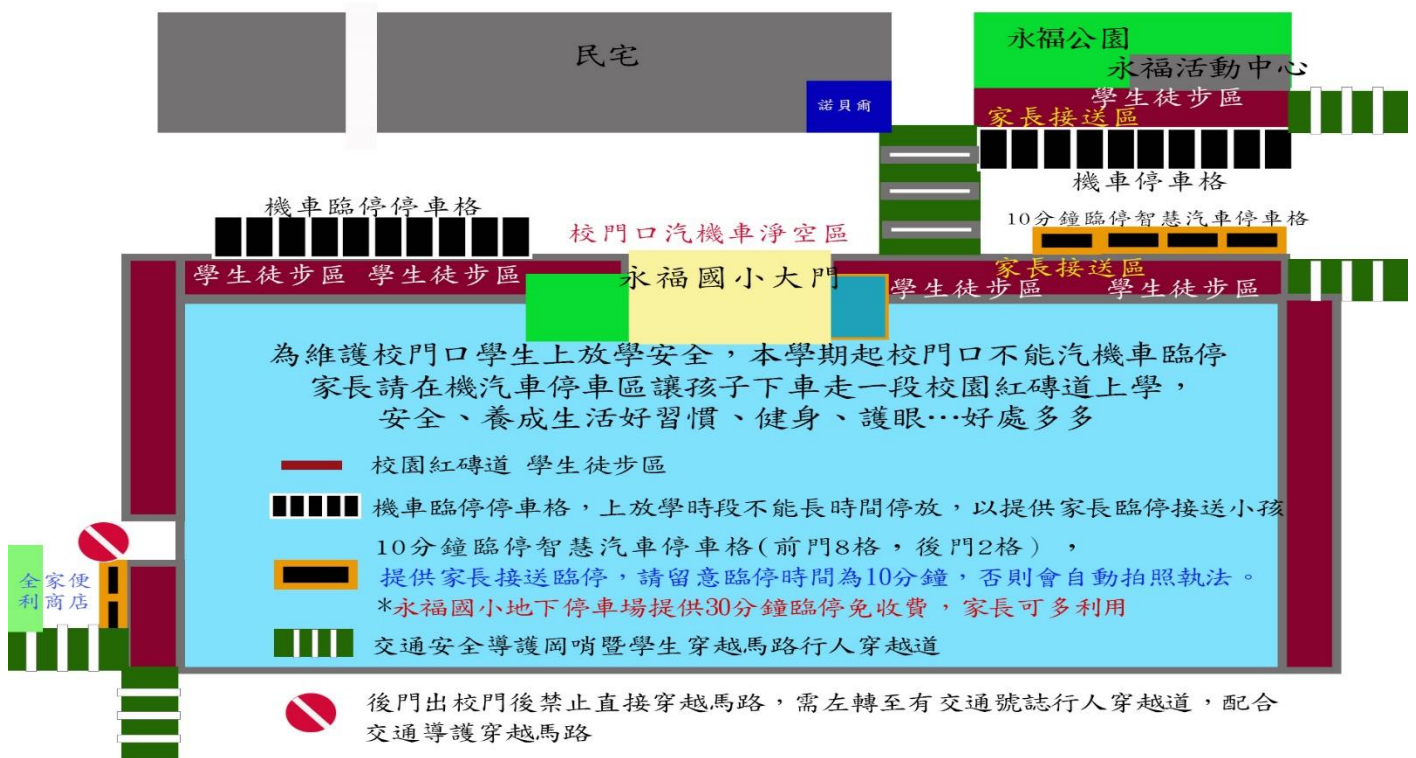 民宅
永福公園
永福活動中心
諾貝爾
學生徒步區
家長接送區
機車停車格
機車臨停停車格
校門口汽機車淨空區
10分鐘臨停智慧汽車停車格
學生徒步區 學生徒步區
永福國小大門
家長接送區
學生徒步區 學生徒步區
為維護校門口學生上放學安全，本學期起校門口不能汽機車臨停
家長請在機汽車停車區讓孩子下車走一段校園紅磚道上學，
安全、養成生活好習慣、健身、護眼…好處多多
校園紅磚道 學生徒步區
機車臨停停車格，上放學時段不能長時間停放，以提供家長臨停接送小孩
10分鐘臨停智慧汽車停車格(前門8格，後門2格)，
提供家長接送臨停，請留意臨停時間為10分鐘，否則會自動拍照執法。
*永福國小地下停車場提供30分鐘臨停免收費，家長可多利用
全家便
利商店
交通安全導護崗哨暨學生穿越馬路行人穿越道
後門出校門後禁止直接穿越馬路，需左轉至有交通號誌行人穿越道，配合
交通導護穿越馬路